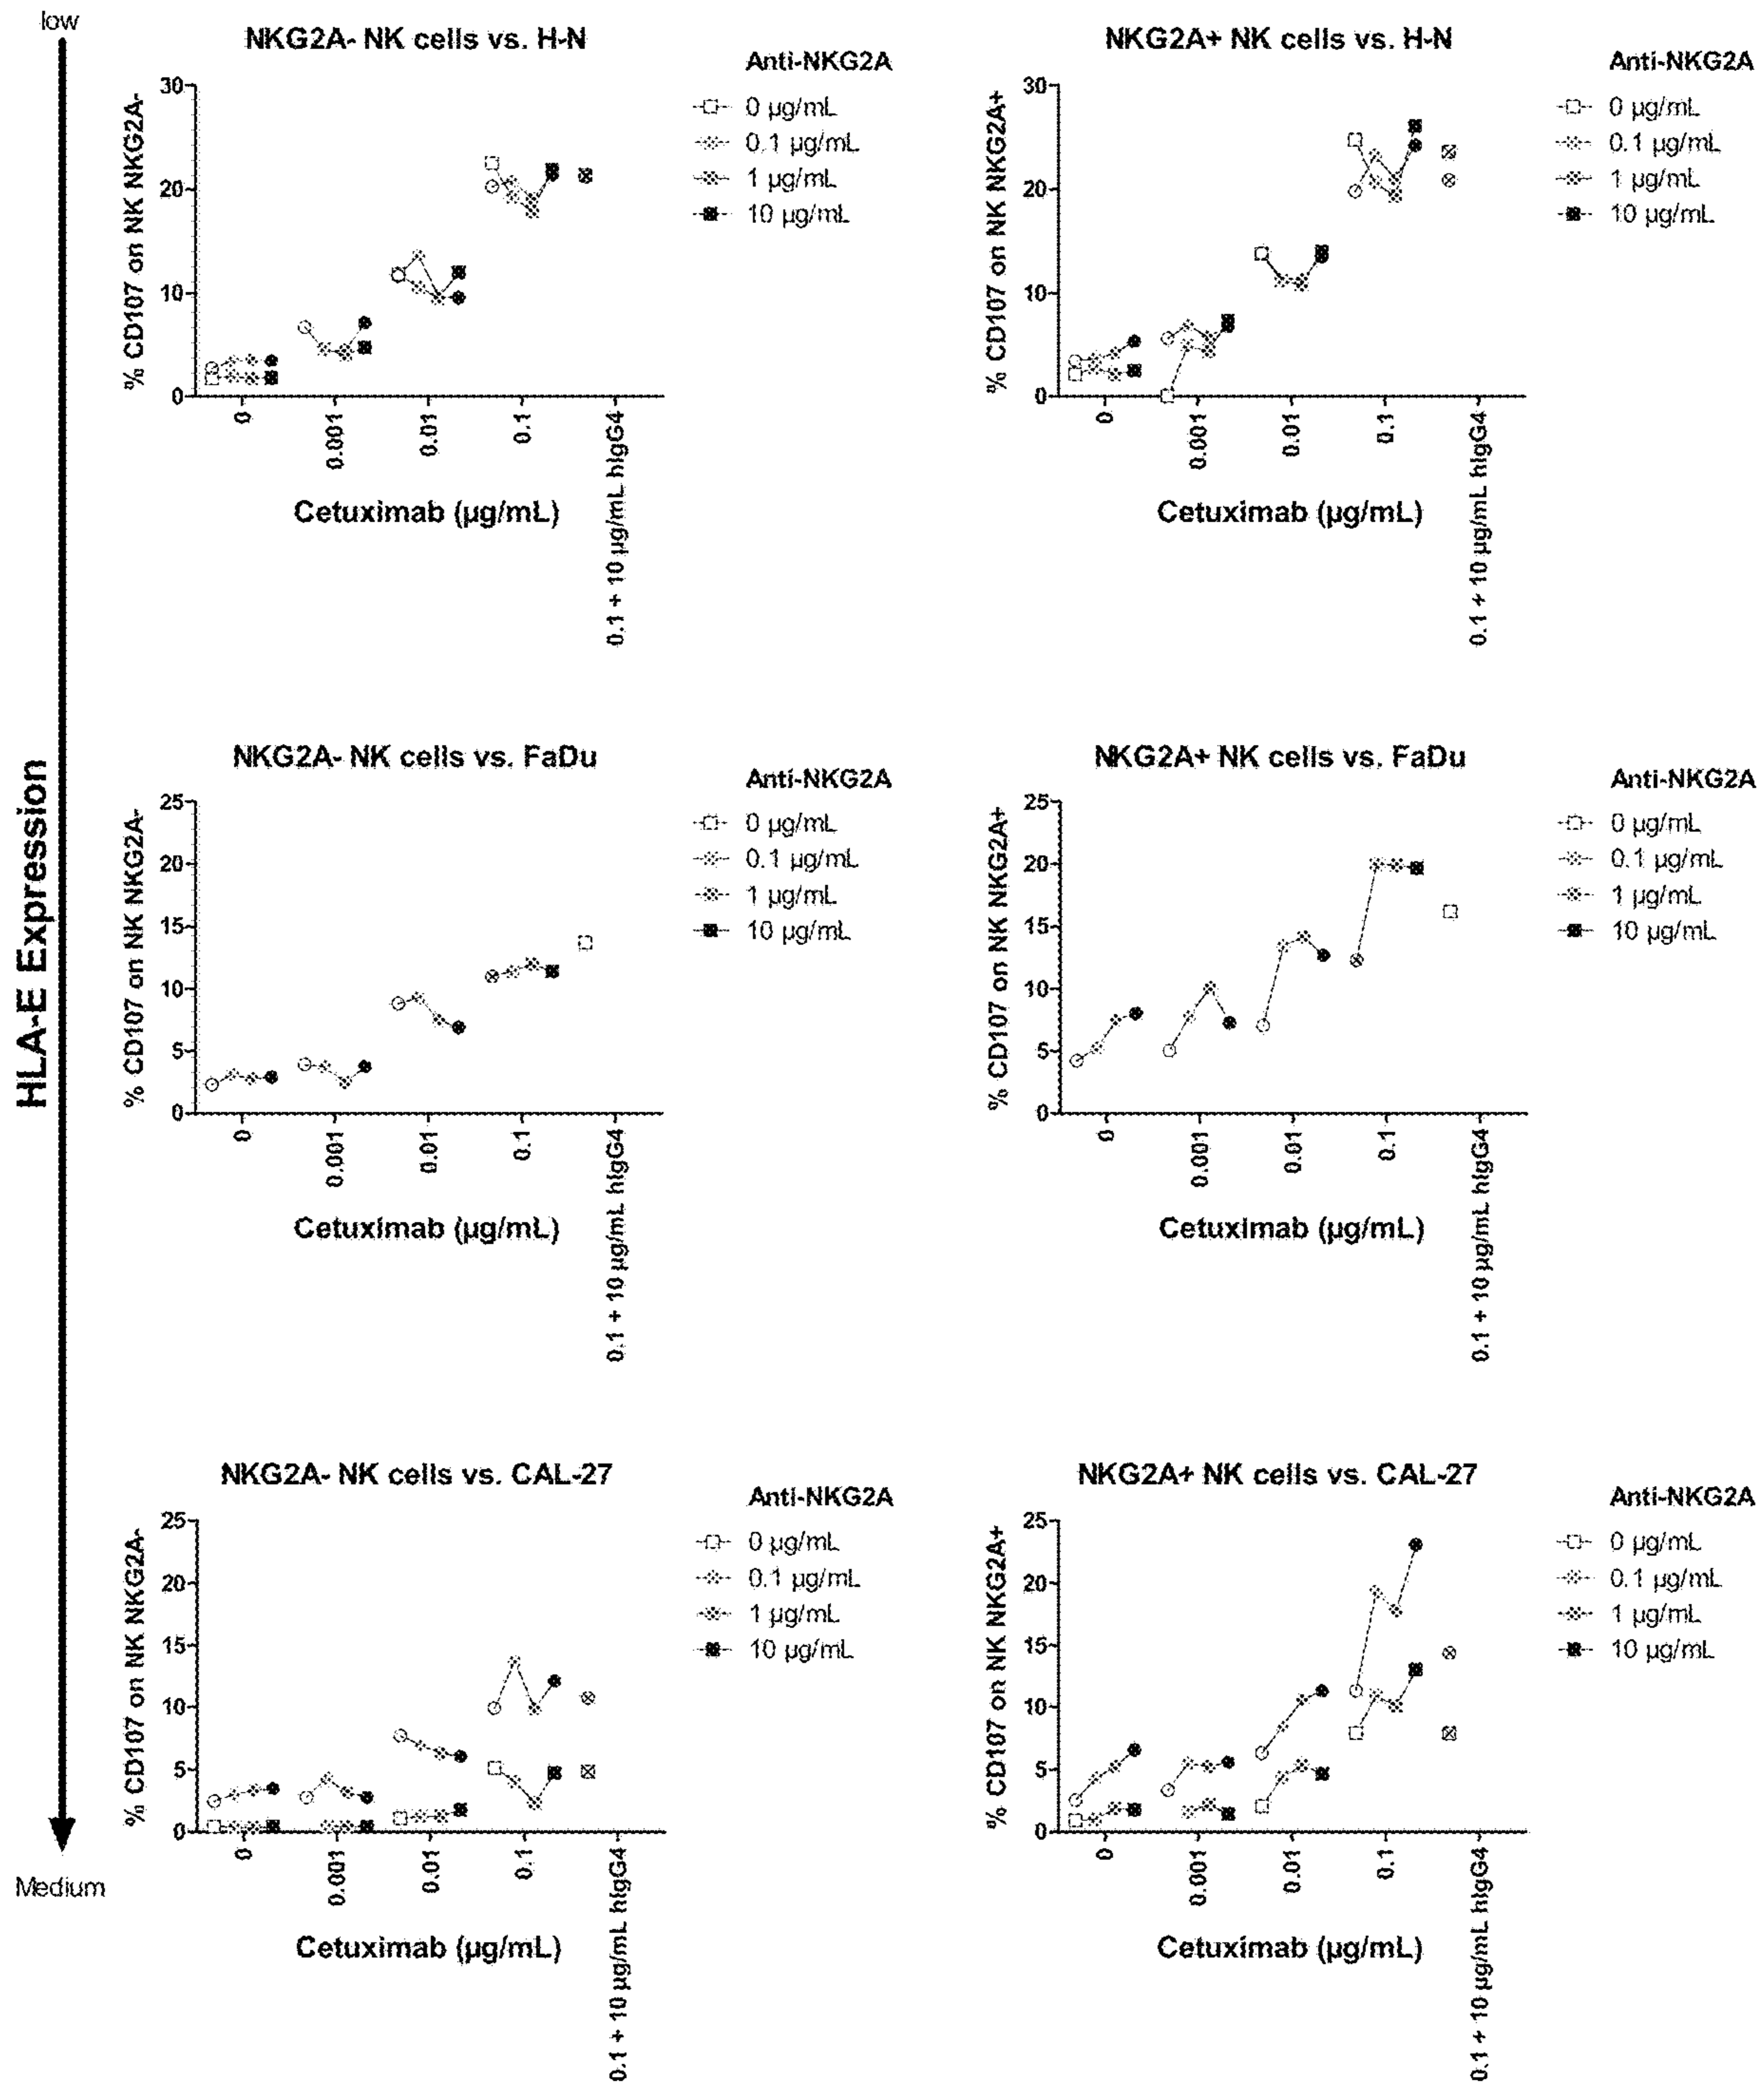 low
HLA-E Expression
Medium
NKG2A- NK cells vs. H-N
% CD107 on NK NKG2A-
30
20
10
0
0
0.001
0.01
0.1
0.1 + 10 µg/mL hIgG4
Cetuximab (µg/mL)
Anti-NKG2A
0 µg/mL
0.1 µg/mL
1 µg/mL
10 µg/mL
NKG2A+ NK cells vs. H-N
% CD107 on NK NKG2A+
30
20
10
0
0
0.001
0.01
0.1
0.1 + 10 µg/mL hIgG4
Cetuximab (µg/mL)
Anti-NKG2A
0 µg/mL
0.1 µg/mL
1 µg/mL
10 µg/mL
NKG2A- NK cells vs. FaDu
% CD107 on NK NKG2A-
25
20
15
10
5
0
0
0.001
0.01
0.1
0.1 + 10 µg/mL hIgG4
Cetuximab (µg/mL)
Anti-NKG2A
0 µg/mL
0.1 µg/mL
1 µg/mL
10 µg/mL
NKG2A+ NK cells vs. FaDu
% CD107 on NK NKG2A+
25
20
15
10
5
0
0
0.001
0.01
0.1
0.1 + 10 µg/mL hIgG4
Cetuximab (µg/mL)
Anti-NKG2A
0 µg/mL
0.1 µg/mL
1 µg/mL
10 µg/mL
NKG2A- NK cells vs. CAL-27
% CD107 on NK NKG2A-
25
20
15
10
5
0
0
0.001
0.01
0.1
0.1 + 10 µg/mL hIgG4
Cetuximab (µg/mL)
Anti-NKG2A
0 µg/mL
0.1 µg/mL
1 µg/mL
10 µg/mL
NKG2A+ NK cells vs. CAL-27
% CD107 on NK NKG2A+
25
20
15
10
5
0
0
0.001
0.01
0.1
0.1 + 10 µg/mL hIgG4
Cetuximab (µg/mL)
Anti-NKG2A
0 µg/mL
0.1 µg/mL
1 µg/mL
10 µg/mL